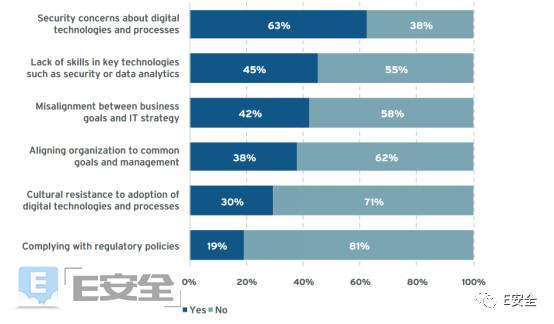 Security concerns about digital
technologies and processes
63%
38%
Lack of skills in key technologies
such as security or data analytics
45%
55%
Misalignment between business
goals and IT strategy
42%
58%
Aligning organization to common
goals and management
38%
62%
Cultural resistance to adoption of
digital technologies and processes
30%
71%
Complying with regulatory policies
19%
81%
0% 20% 40% 60% 80% 100%
Yes No
E
E安全
E安全